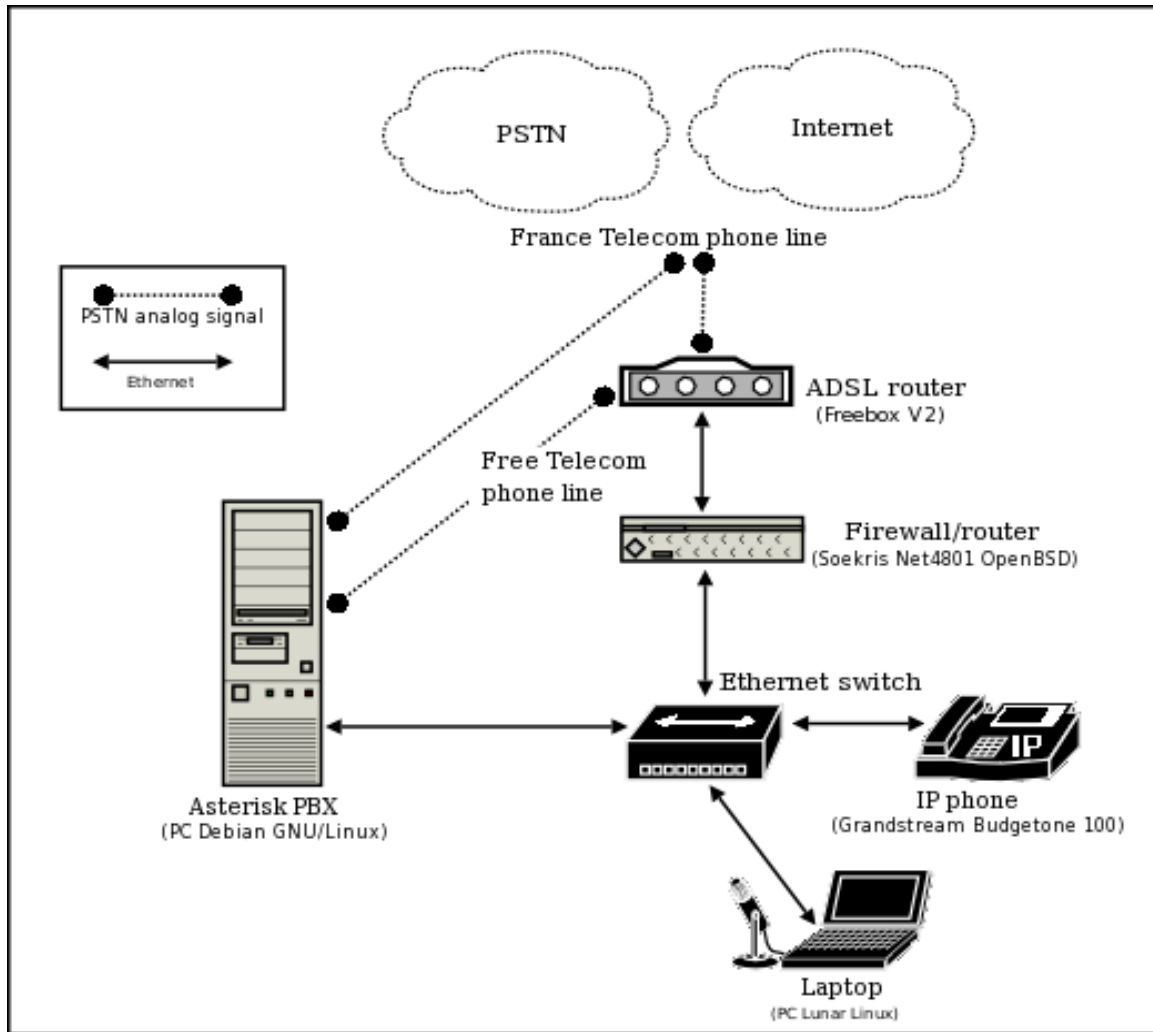 PSTN
Internet
France Telecom phone line
PSTN analog signal
Ethernet
ADSL router
(Freebox V2)
Free Telecom
phone line
Firewall/router
(Soekris Net4801 OpenBSD)
Ethernet switch
IP
Asterisk PBX
(PC Debian GNU/Linux)
IP phone
(Grandstream Budgetone 100)
Laptop
(PC Lunar Linux)